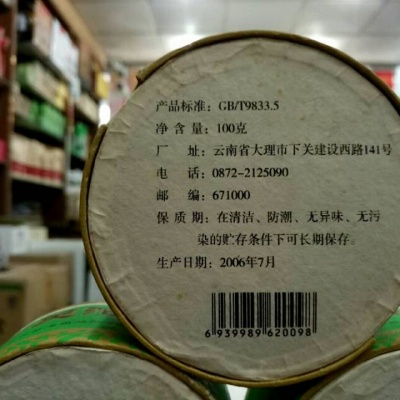 产品标准：GB/T9833.5
净 含 量：100克
厂 址：云南省大理市下关建设西路141号
电 话：0872-2125090
邮 编：671000
保 质 期：在清洁、防潮、无异味、无污
染的贮存条件下可长期保存。
生产日期：2006年7月
6939989620098